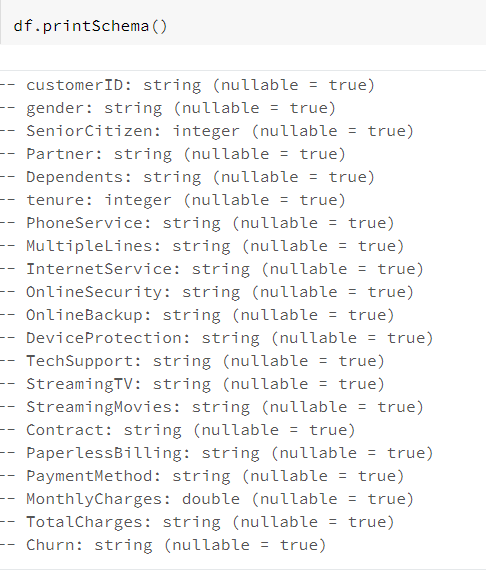 df.printSchema()
-- customerID: string (nullable = true)
-- gender: string (nullable = true)
-- SeniorCitizen: integer (nullable = true)
-- Partner: string (nullable = true)
-- Dependents: string (nullable = true)
-- tenure: integer (nullable = true)
-- PhoneService: string (nullable = true)
-- MultipleLines: string (nullable = true)
-- InternetService: string (nullable = true)
-- OnlineSecurity: string (nullable = true)
-- OnlineBackup: string (nullable = true)
-- DeviceProtection: string (nullable = true)
-- TechSupport: string (nullable = true)
-- StreamingTV: string (nullable = true)
-- StreamingMovies: string (nullable = true)
-- Contract: string (nullable = true)
-- PaperlessBilling: string (nullable = true)
-- PaymentMethod: string (nullable = true)
-- MonthlyCharges: double (nullable = true)
-- TotalCharges: string (nullable = true)
-- Churn: string (nullable = true)